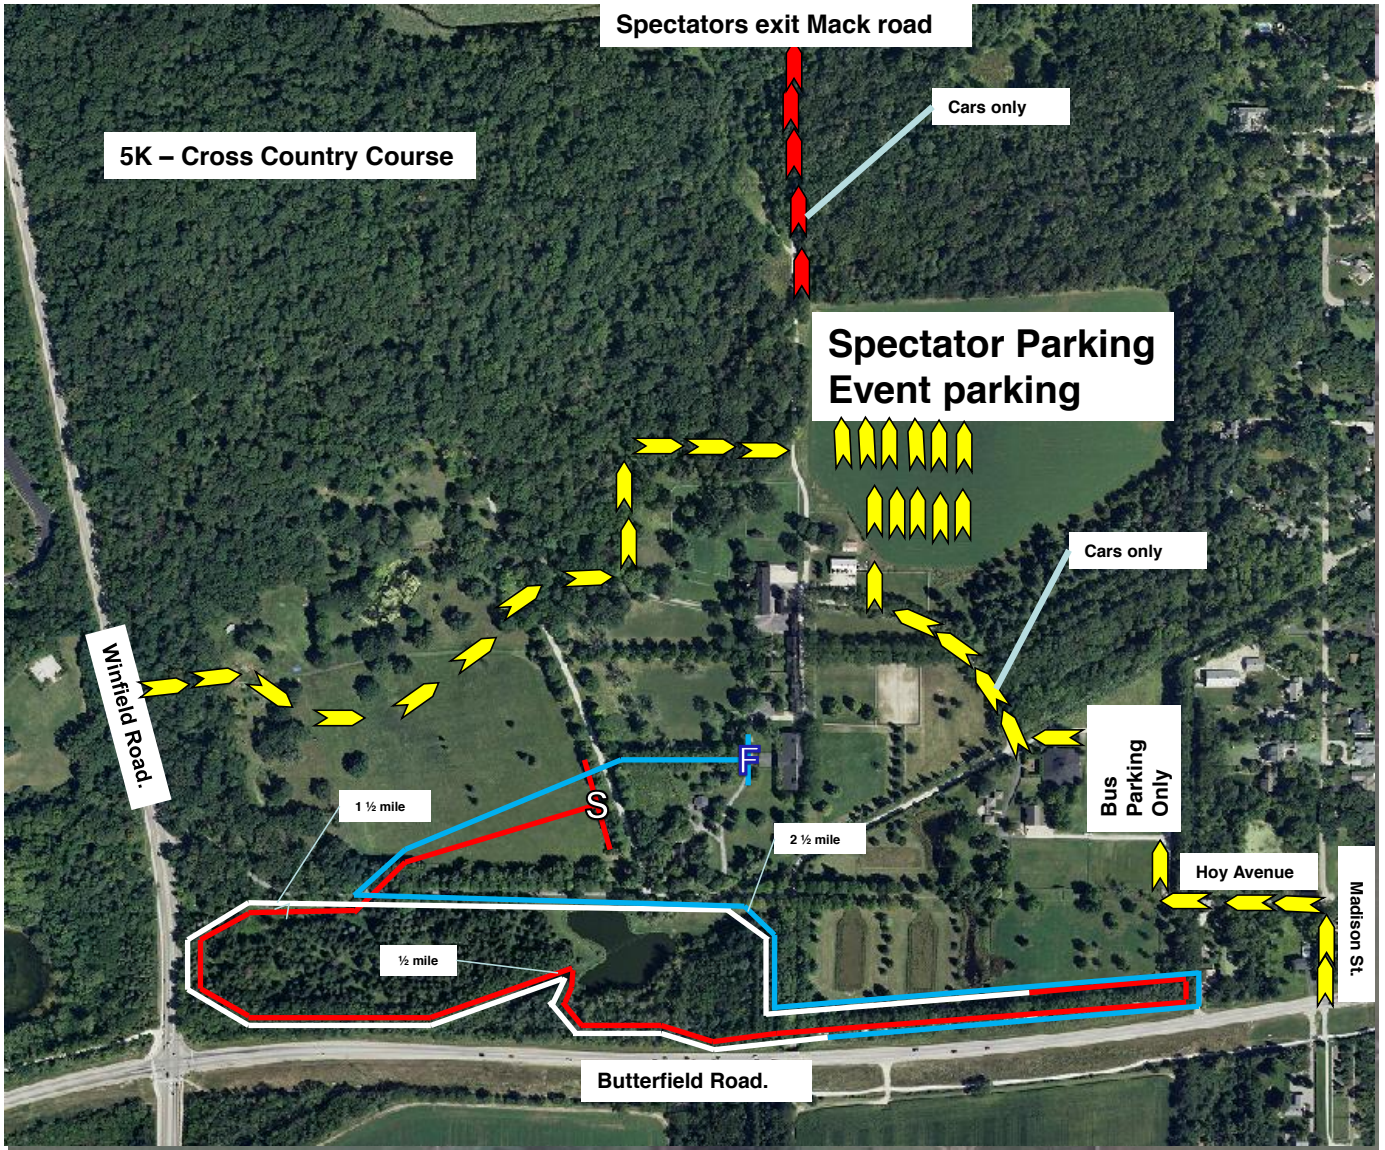 Spectators exit Mack road
Cars only
5K – Cross Country Course
Spectator Parking
Event parking
Cars only
Winfield Road.
Bus
Parking
Only
F
S
1 ½ mile
2 ½ mile
Hoy Avenue
Madison St.
½ mile
Butterfield Road.